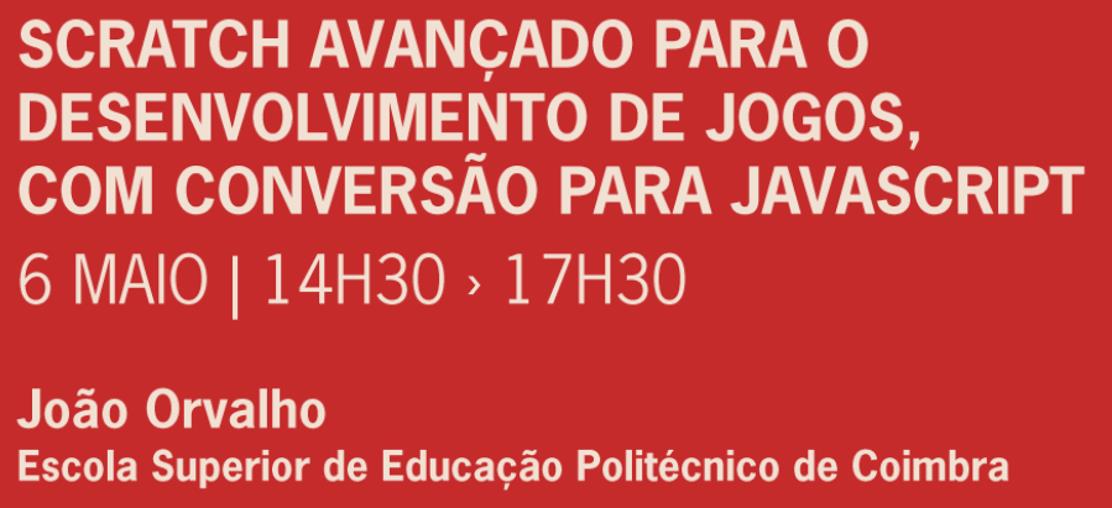 SCRATCH AVANÇADO PARA O
DESENVOLVIMENTO DE JOGOS,
COM CONVERSÃO PARA JAVASCRIPT
6 MAIO | 14H30 › 17H30
João Orvalho
Escola Superior de Educação Politécnico de Coimbra